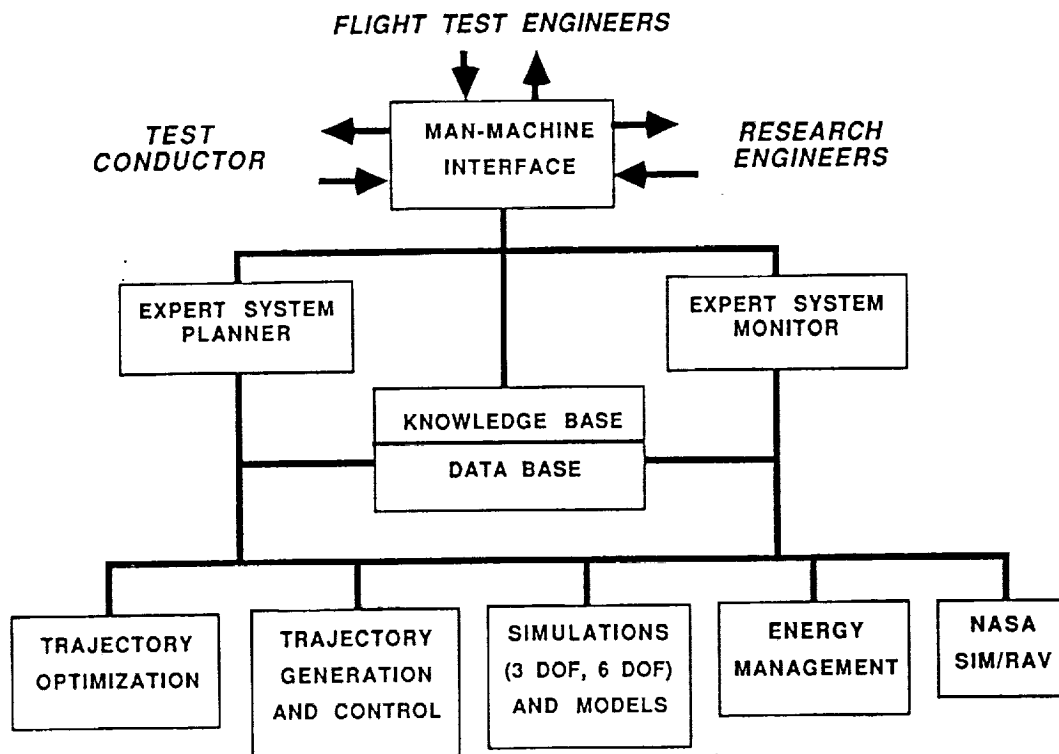 FLIGHT TEST ENGINEERS
TEST
CONDUCTOR
MAN-MACHINE
INTERFACE
RESEARCH
ENGINEERS
EXPERT SYSTEM
PLANNER
EXPERT SYSTEM
MONITOR
KNOWLEDGE BASE
DATA BASE
TRAJECTORY
OPTIMIZATION
TRAJECTORY
GENERATION
AND CONTROL
SIMULATIONS
(3 DOF, 6 DOF)
AND MODELS
ENERGY
MANAGEMENT
NASA
SIM/RAV